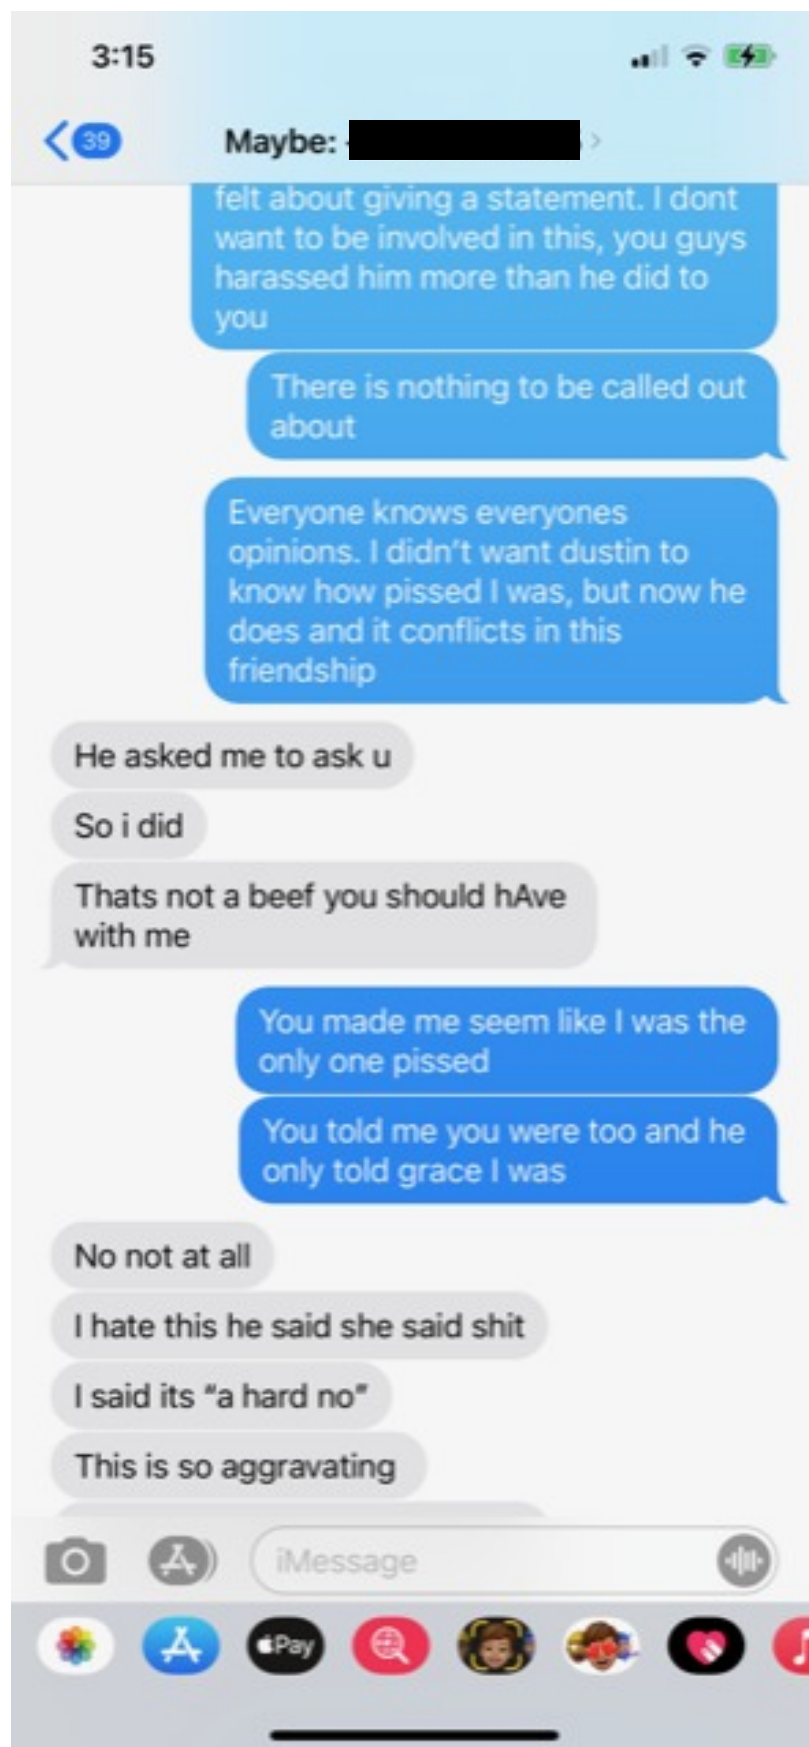 3:15
39
Maybe:
felt about giving a statement. I dont
want to be involved in this, you guys
harassed him more than he did to
you
There is nothing to be called out
about
Everyone knows everyones
opinions. I didn't want dustin to
know how pissed I was, but now he
does and it conflicts in this
friendship
He asked me to ask u
So i did
Thats not a beef you should hAve
with me
You made me seem like I was the
only one pissed
You told me you were too and he
only told grace I was
No not at all
I hate this he said she said shit
I said its “a hard no”
This is so aggravating
iMessage
Pay